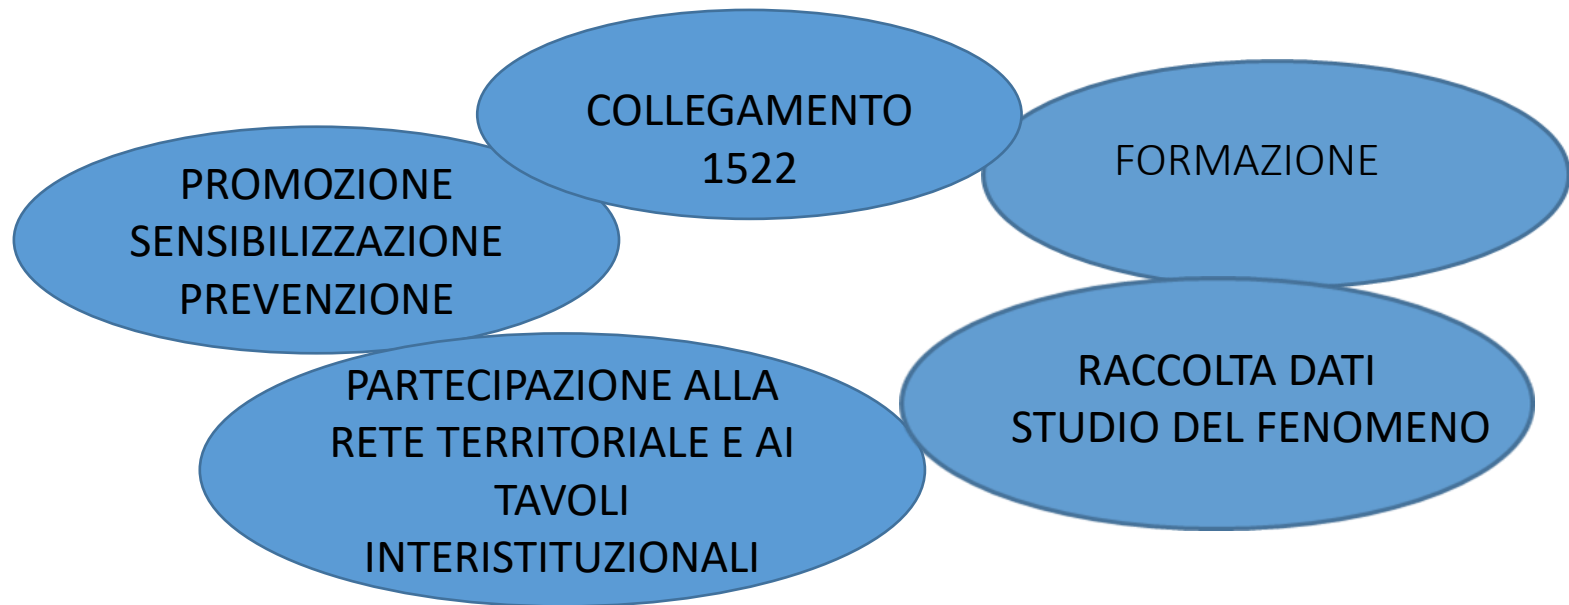 COLLEGAMENTO
1522
FORMAZIONE
PROMOZIONE
SENSIBILIZZAZIONE
PREVENZIONE
PARTECIPAZIONE ALLA
RETE TERRITORIALE E AI
TAVOLI
INTERISTITUZIONALI
RACCOLTA DATI
STUDIO DEL FENOMENO